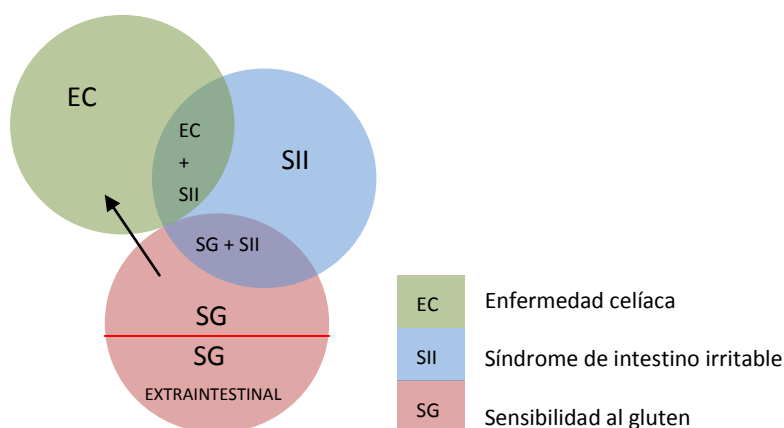 EC
EC
+
SII
SII
SG + SII
SG
SG
EXTRAINTESTINAL
EC Enfermedad celíaca
SII Síndrome de intestino irritable
SG Sensibilidad al gluten